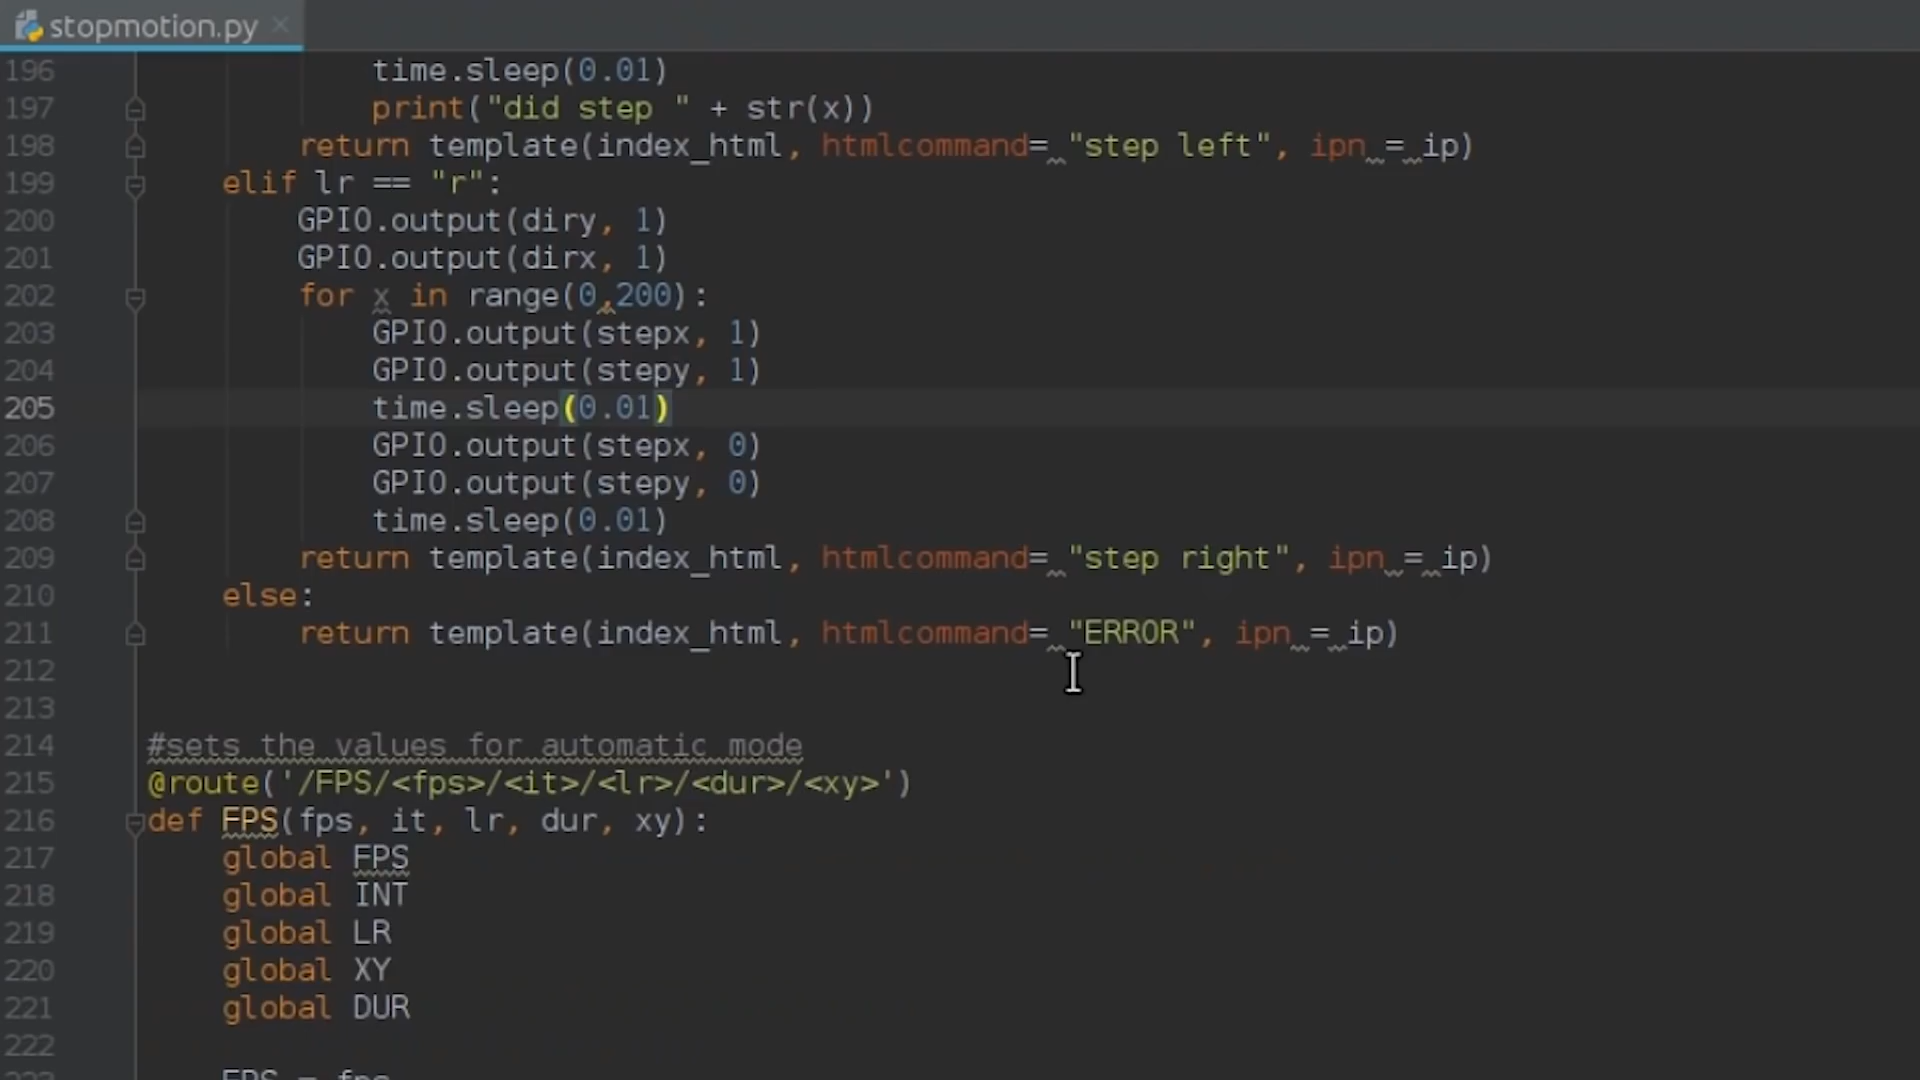 stopmotion.py
196 time.sleep(0.01)
197 print("did step " + str(x))
198 return template(index_html, htmlcommand= "step left", ipn = ip)
199 elif lr == "r":
200 GPIO.output(diry, 1)
201 GPIO.output(dirx, 1)
202 for x in range(0,200):
203 GPIO.output(stepx, 1)
204 GPIO.output(stepy, 1)
205 time.sleep(0.01)
206 GPIO.output(stepx, 0)
207 GPIO.output(stepy, 0)
208 time.sleep(0.01)
209 return template(index_html, htmlcommand= "step right", ipn = ip)
210 else:
211 return template(index_html, htmlcommand= "ERROR", ipn = ip)
212
213
214 #sets the values for automatic mode
215 @route('/FPS/<fps>/<it>/<lr>/<dur>/<xy>')
216 def FPS(fps, it, lr, dur, xy):
217 global FPS
218 global INT
219 global LR
220 global XY
221 global DUR
222
223 FPS = fps